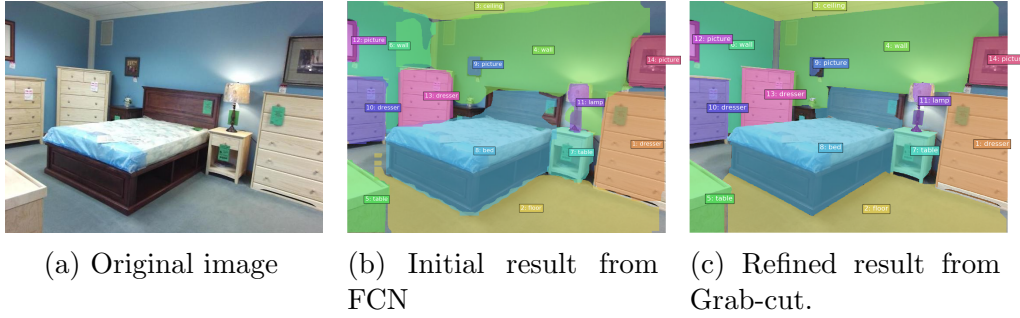 3: ceiling
12: picture
6: wall
4: wall
9: picture
14: picture
13: dresser
10: dresser
11: lamp
8: bed
7: table
1: dresser
5: table
2: floor
3: ceiling
12: picture
4: wall
9: picture
14: pictu
13: dresser
10: dresser
11: lamp
8: bed
7: table
1: dresser
5: table
2: floor
(a) Original image
(b) Initial result from
FCN
(c) Refined result from
Grab-cut.